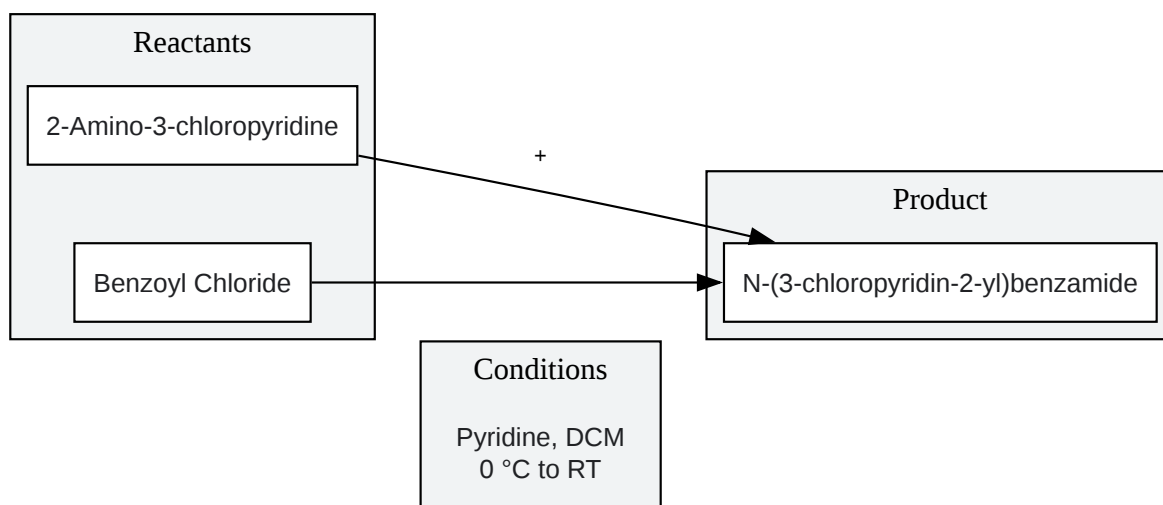 Reactants
2-Amino-3-chloropyridine
+
Benzoyl Chloride
Product
N-(3-chloropyridin-2-yl)benzamide
Conditions
Pyridine, DCM
0 °C to RT